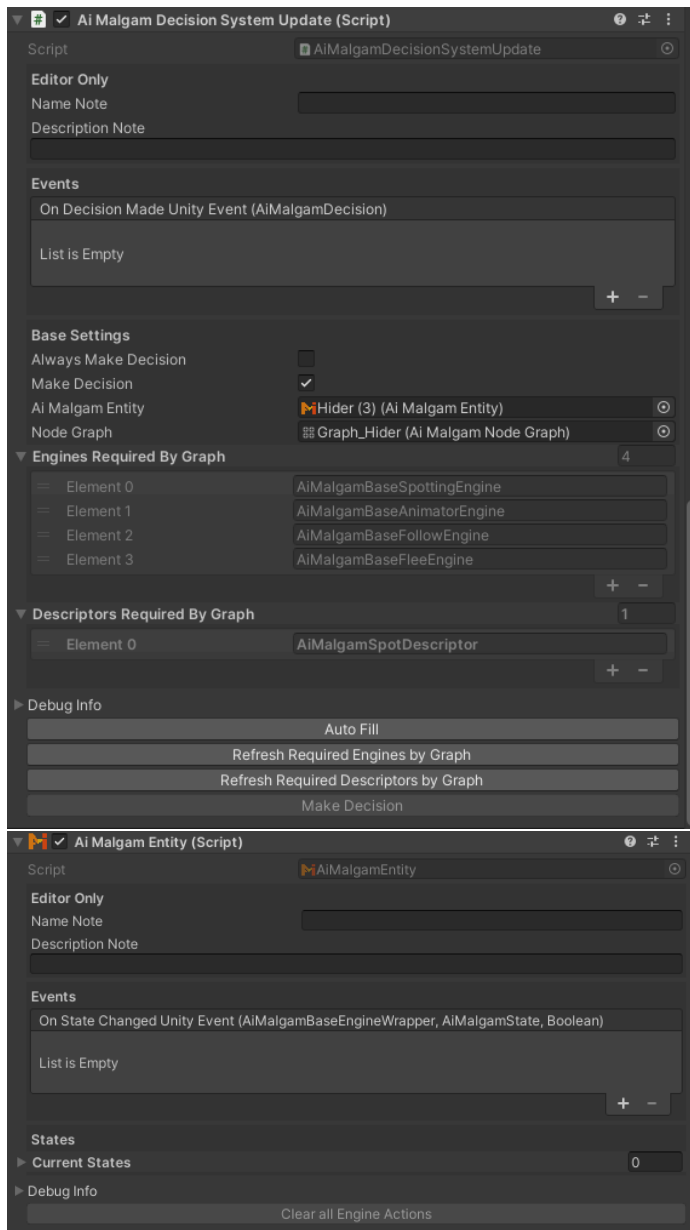 Ai Malgam Decision System Update (Script)
Script AiMalgamDecisionSystemUpdate
Editor Only
Name Note
Description Note
Events
On Decision Made Unity Event (AiMalgamDecision)
List is Empty
Base Settings
Always Make Decision
Make Decision
Ai Malgam Entity Hider (3) (Ai Malgam Entity)
Node Graph Graph_Hider (Ai Malgam Node Graph)
Engines Required By Graph 4
Element 0 AiMalgamBaseSpottingEngine
Element 1 AiMalgamBaseAnimatorEngine
Element 2 AiMalgamBaseFollowEngine
Element 3 AiMalgamBaseFleeEngine
Descriptors Required By Graph 1
Element 0 AiMalgamSpotDescriptor
Debug Info
Auto Fill
Refresh Required Engines by Graph
Refresh Required Descriptors by Graph
Make Decision
Ai Malgam Entity (Script)
Script AiMalgamEntity
Editor Only
Name Note
Description Note
Events
On State Changed Unity Event (AiMalgamBaseEngineWrapper, AiMalgamState, Boolean)
List is Empty
States
Current States 0
Debug Info
Clear all Engine Actions